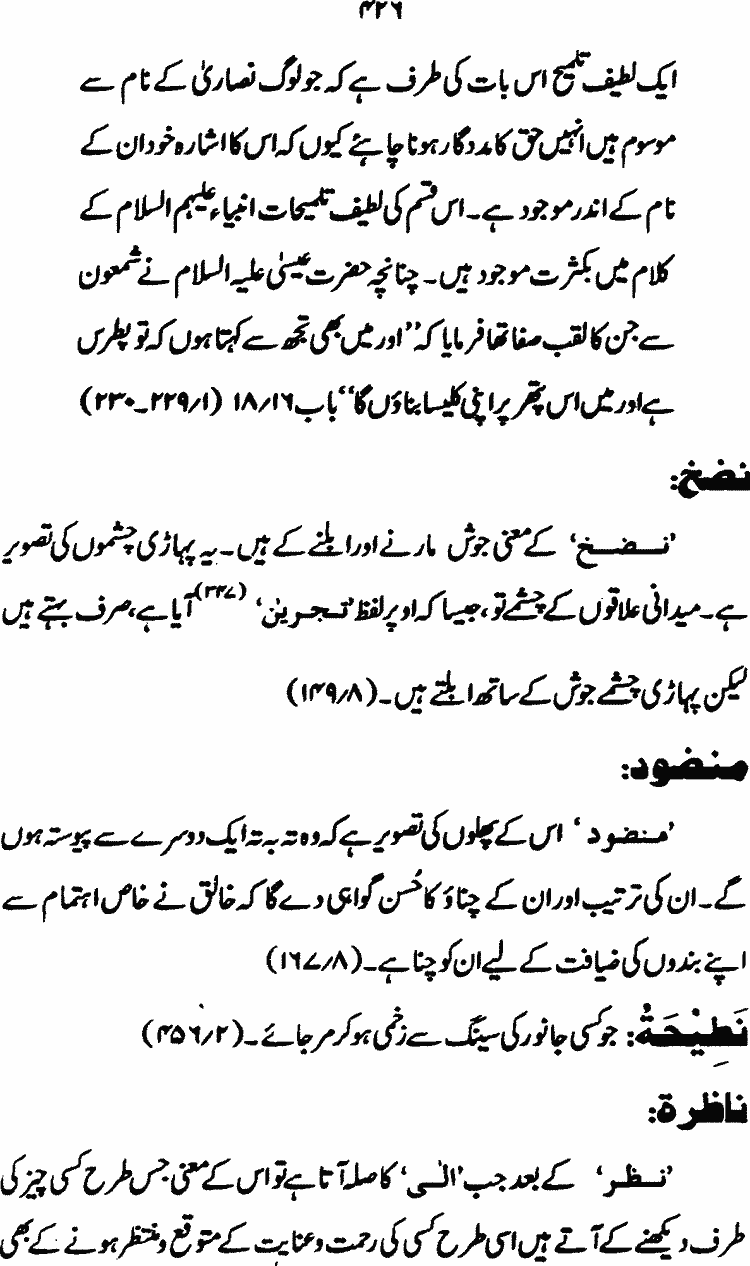 ۴۲۶
ایک لطیف تلمیح اس بات کی طرف ہے کہ جو لوگ نصاریٰ کے نام سے
موسوم ہیں انہیں حق کا مددگار ہونا چاہئے کیوں کہ اس کا اشارہ خود ان کے
نام کے اندر موجود ہے۔ اس قسم کی لطیف تلمیحات انبیاء علیہم السلام کے
کلام میں بکثرت موجود ہیں۔ چنانچہ حضرت عیسیٰ علیہ السلام نے شمعون
سے جن کا لقب صفا تھا فرمایا کہ ”اور میں بھی تجھ سے کہتا ہوں کہ تو پطرس
ہے اور میں اس پتھر پر اپنی کلیسا بناؤں گا“ باب ۱۸/۱۶ (۲۲۹/۱۔۲۳۰)
نضخ:
’نضخ‘ کے معنی جوش مارنے اور ابلنے کے ہیں۔ یہ پہاڑی چشموں کی تصویر
ہے۔ میدانی علاقوں کے چشمے تو، جیسا کہ اوپر لفظ ’تجرین‘ (۳۴۷) آیا ہے، صرف بہتے ہیں
لیکن پہاڑی چشمے جوش کے ساتھ ابلتے ہیں۔ (۱۴۹/۸)
منضود:
’منضود‘ اس کے پھلوں کی تصویر ہے کہ وہ تہ بہ تہ ایک دوسرے سے پیوستہ ہوں
گے۔ ان کی ترتیب اور ان کے چناؤ کا حُسن گواہی دے گا کہ خالق نے خاص اہتمام سے
اپنے بندوں کی ضیافت کے لیے ان کو چنا ہے۔ (۱۶۷/۸)
نَطِیْحَةُ: جو کسی جانور کی سینگ سے زخمی ہو کر مر جائے۔ (۴۵۶/۲)
ناظرة:
’نظر‘ کے بعد جب ’الٰی‘ کا صلہ آتا ہے تو اس کے معنی جس طرح کسی چیز کی
طرف دیکھنے کے آتے ہیں اسی طرح کسی کی رحمت و عنایت کے متوقع و منتظر ہونے کے بھی